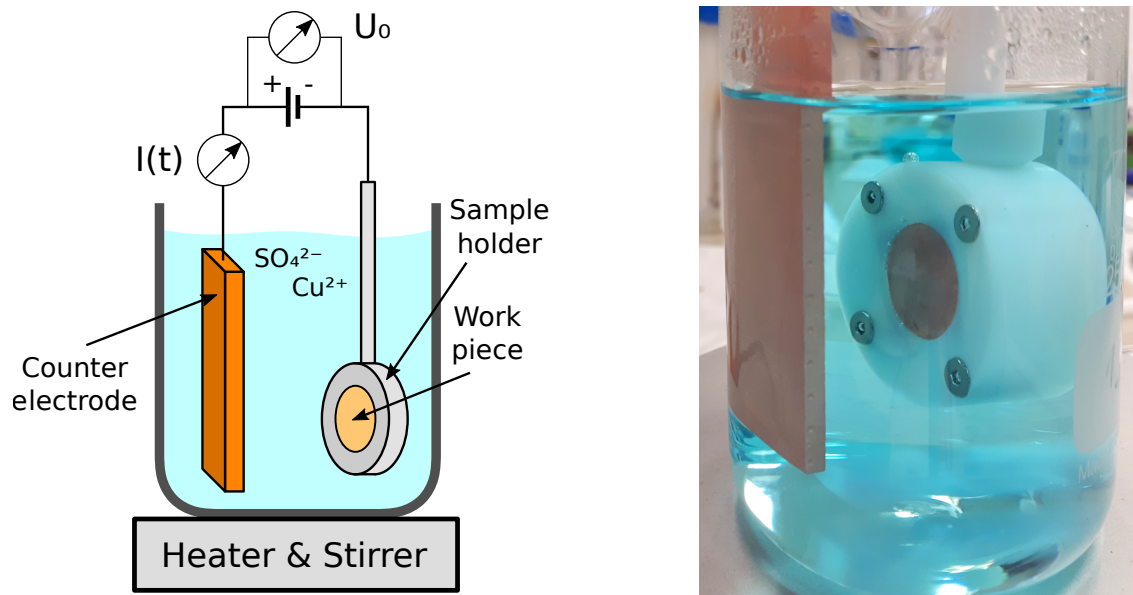 U₀
+ -
I(t)
Sample
holder
SO₄²⁻
Cu²⁺
Work
piece
Counter
electrode
Heater & Stirrer